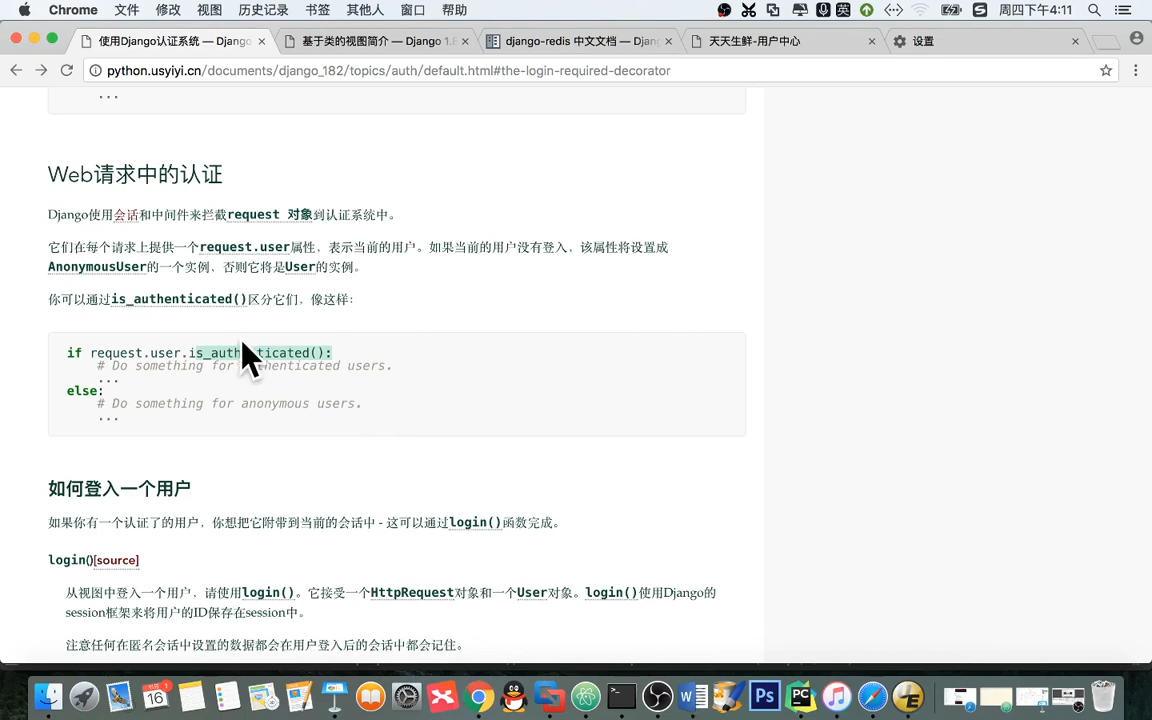 Chrome 文件 修改 视图 历史记录 书签 其他人 窗口 帮助 英 周四下午4:11
使用Django认证系统 — Django 基于类的视图简介 — Django 1.8 django-redis 中文文档 — Djang 天天生鲜-用户中心 设置
python.usyiyi.cn/documents/django_182/topics/auth/default.html#the-login-required-decorator
...
Web请求中的认证
Django使用会话和中间件来拦截request 对象到认证系统中。
它们在每个请求上提供一个request.user属性，表示当前的用户。如果当前的用户没有登入，该属性将设置成
AnonymousUser的一个实例，否则它将是User的实例。
你可以通过is_authenticated()区分它们，像这样：
if request.user.is_authenticated():
# Do something for authenticated users.
...
else:
# Do something for anonymous users.
...
如何登入一个用户
如果你有一个认证了的用户，你想把它附带到当前的会话中 - 这可以通过login()函数完成。
login()[source]
从视图中登入一个用户，请使用login()。它接受一个HttpRequest对象和一个User对象。login()使用Django的
session框架来将用户的ID保存在session中。
注意任何在匿名会话中设置的数据都会在用户登入后的会话中都会记住。
16 W Ps PC